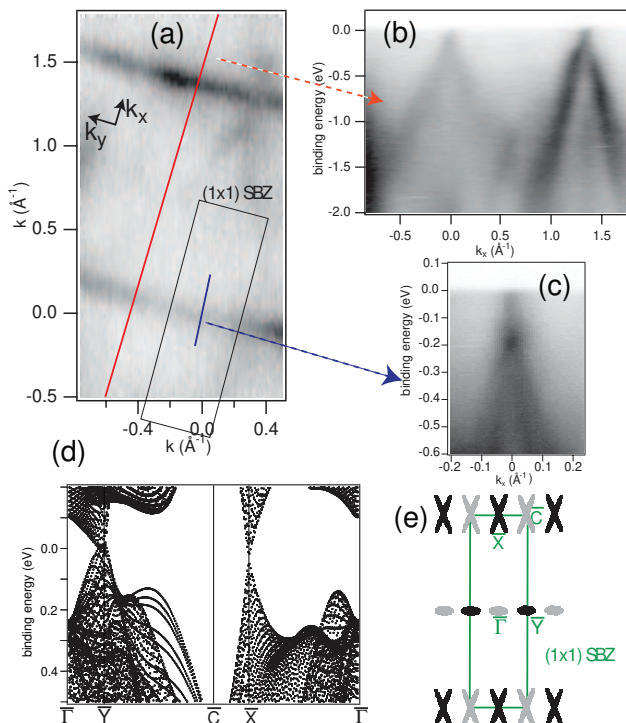 (a)
1.5
1.0
0.5
0.0
-0.5
k (Å⁻¹)
kₓ
k_y
(1x1) SBZ
-0.4
0.0
0.4
k (Å⁻¹)
(b)
0.0
-0.5
-1.0
-1.5
-2.0
binding energy (eV)
-0.5
0.0
0.5
1.0
1.5
kₓ (Å⁻¹)
(c)
0.1
0.0
-0.1
-0.2
-0.3
-0.4
-0.5
-0.6
binding energy (eV)
-0.2
-0.1
0
0.1
0.2
kₓ (Å⁻¹)
(d)
0.0
0.2
0.4
binding energy (eV)
Γ̅
Y̅
C̅
X̅
Γ̅
(e)
C̅
X̅
Γ̅
Y̅
(1x1) SBZ